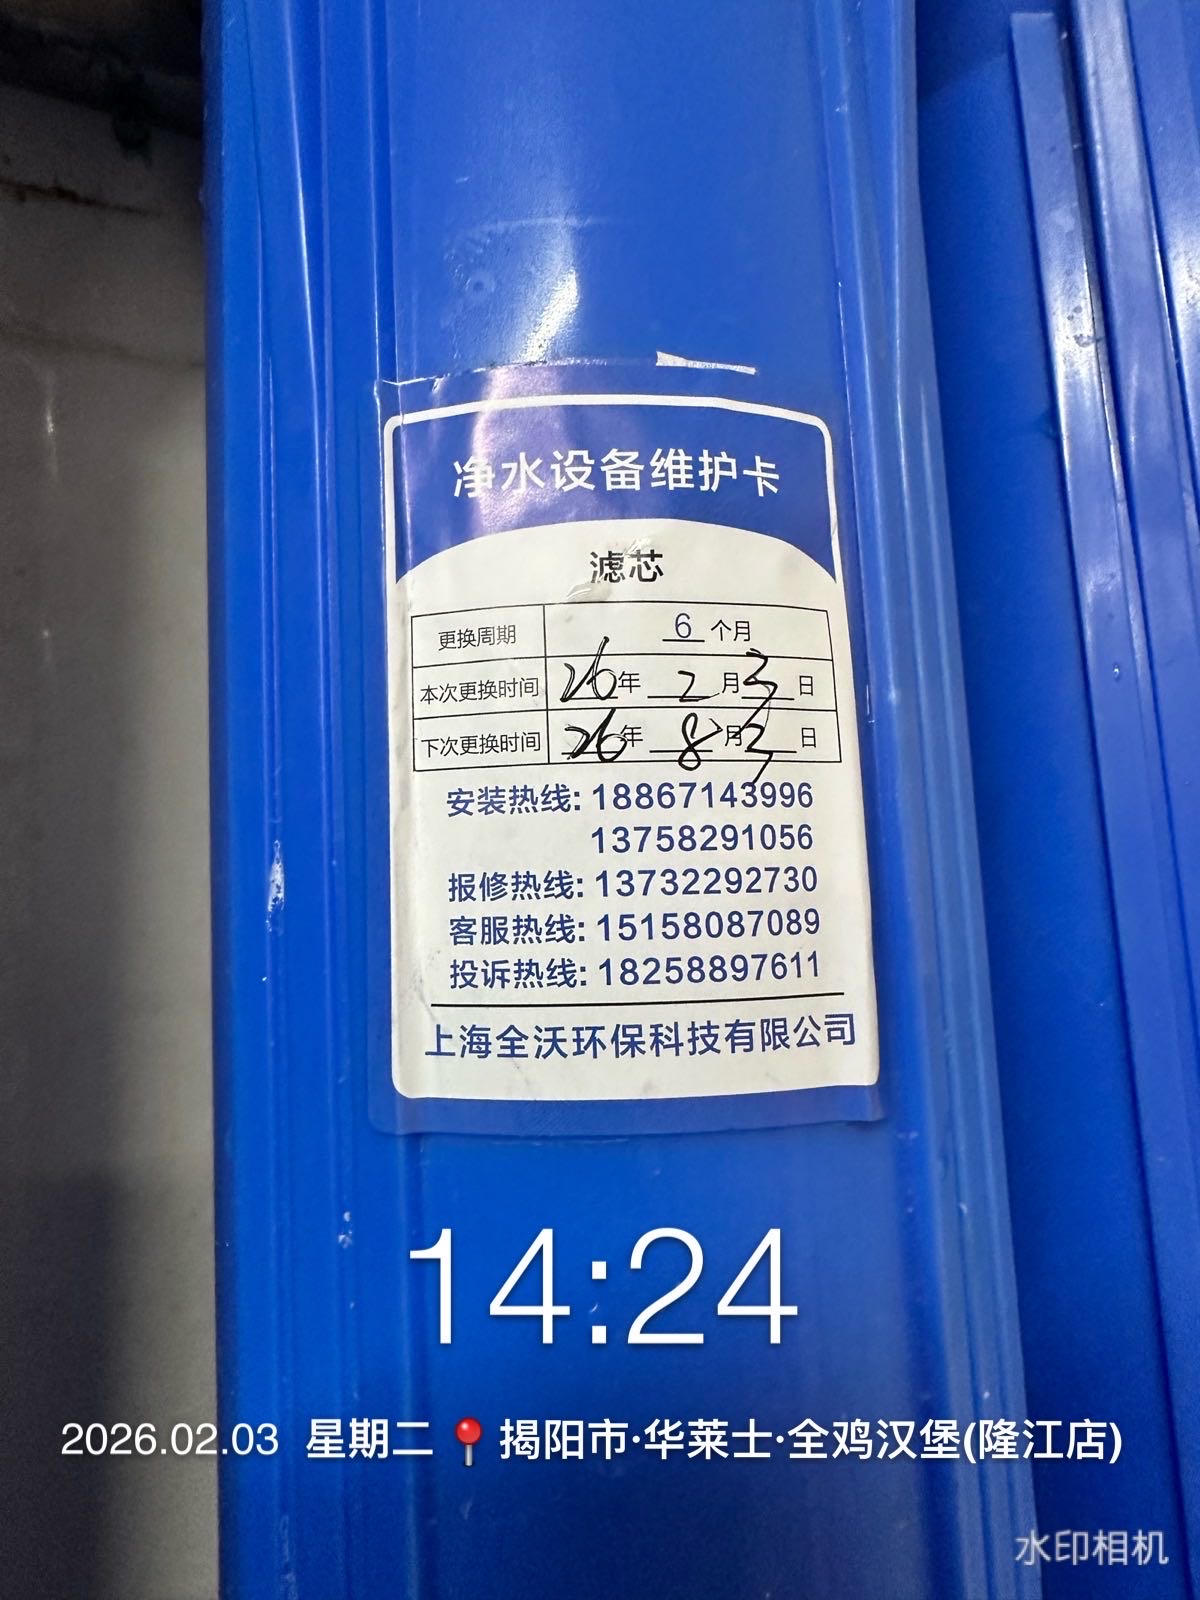 净水设备维护卡
滤芯
更换周期 6 个月
本次更换时间 26年 2 月 3 日
下次更换时间 26年 8 月 3 日
安装热线: 18867143996
13758291056
报修热线: 13732292730
客服热线: 15158087089
投诉热线: 18258897611
上海全沃环保科技有限公司
14:24
2026.02.03 星期二 📍揭阳市·华莱士·全鸡汉堡(隆江店)
水印相机